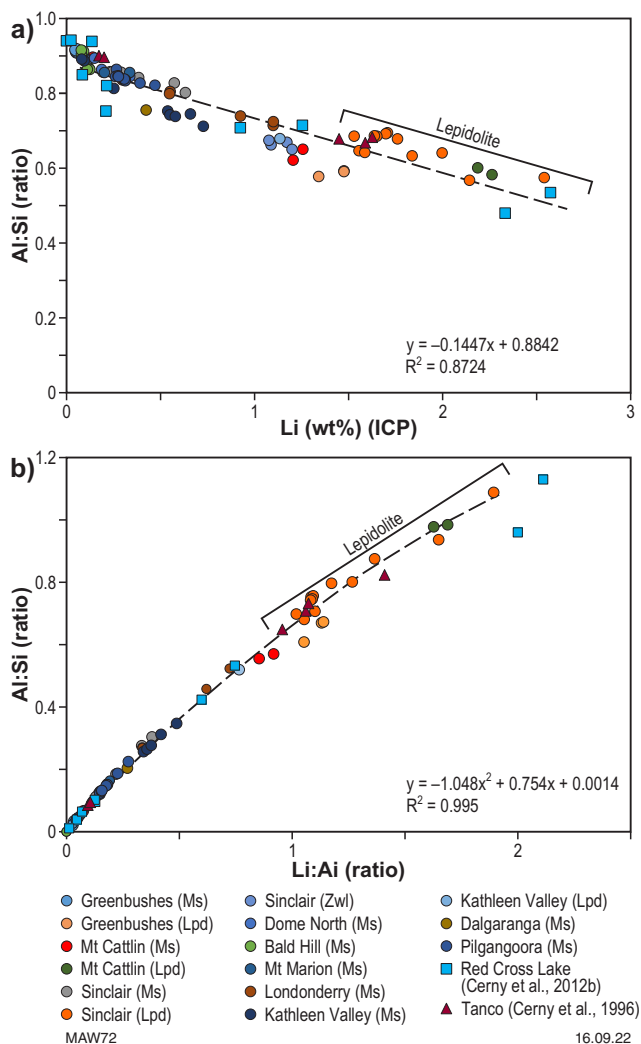 a)
1.0
0.8
0.6
0.4
0.2
0
Al:Si (ratio)
Lepidolite
y = –0.1447x + 0.8842
R² = 0.8724
0 1 2 3
Li (wt%) (ICP)
b)
1.2
0.8
0.4
0
Al:Si (ratio)
Lepidolite
y = –1.048x² + 0.754x + 0.0014
R² = 0.995
0 1 2
Li:Ai (ratio)
Greenbushes (Ms)
Greenbushes (Lpd)
Mt Cattlin (Ms)
Mt Cattlin (Lpd)
Sinclair (Ms)
Sinclair (Lpd)
Sinclair (Zwl)
Dome North (Ms)
Bald Hill (Ms)
Mt Marion (Ms)
Londonderry (Ms)
Kathleen Valley (Ms)
Kathleen Valley (Lpd)
Dalgaranga (Ms)
Pilgangoora (Ms)
Red Cross Lake
(Cerny et al., 2012b)
Tanco (Cerny et al., 1996)
MAW72
16.09.22